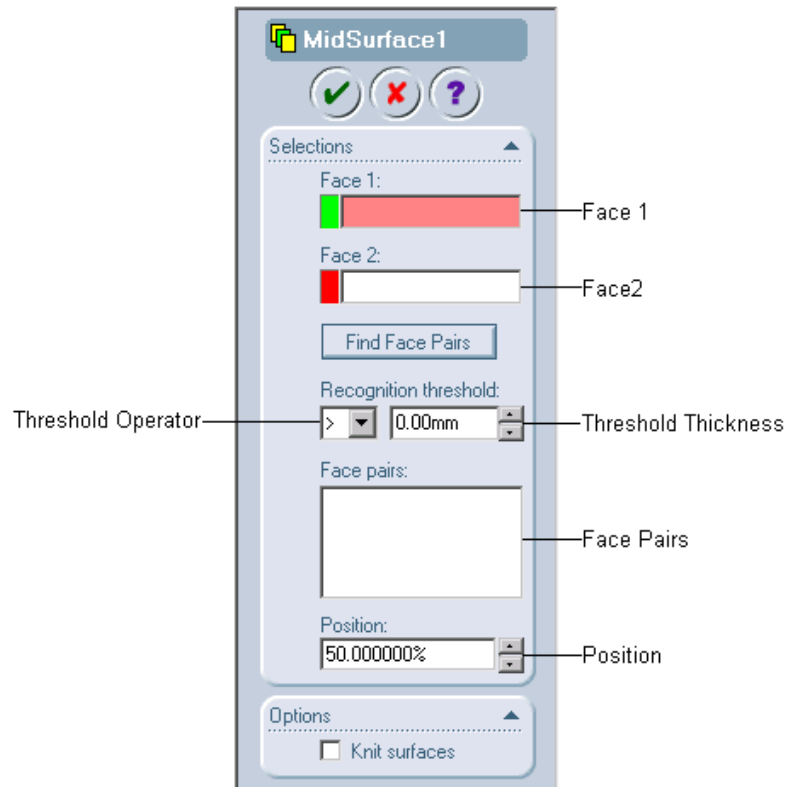 MidSurface1
?
Selections
Face 1:
Face 1
Face 2:
Face2
Find Face Pairs
Recognition threshold:
Threshold Operator
> 0.00mm
Threshold Thickness
Face pairs:
Face Pairs
Position:
50.000000%
Position
Options
Knit surfaces